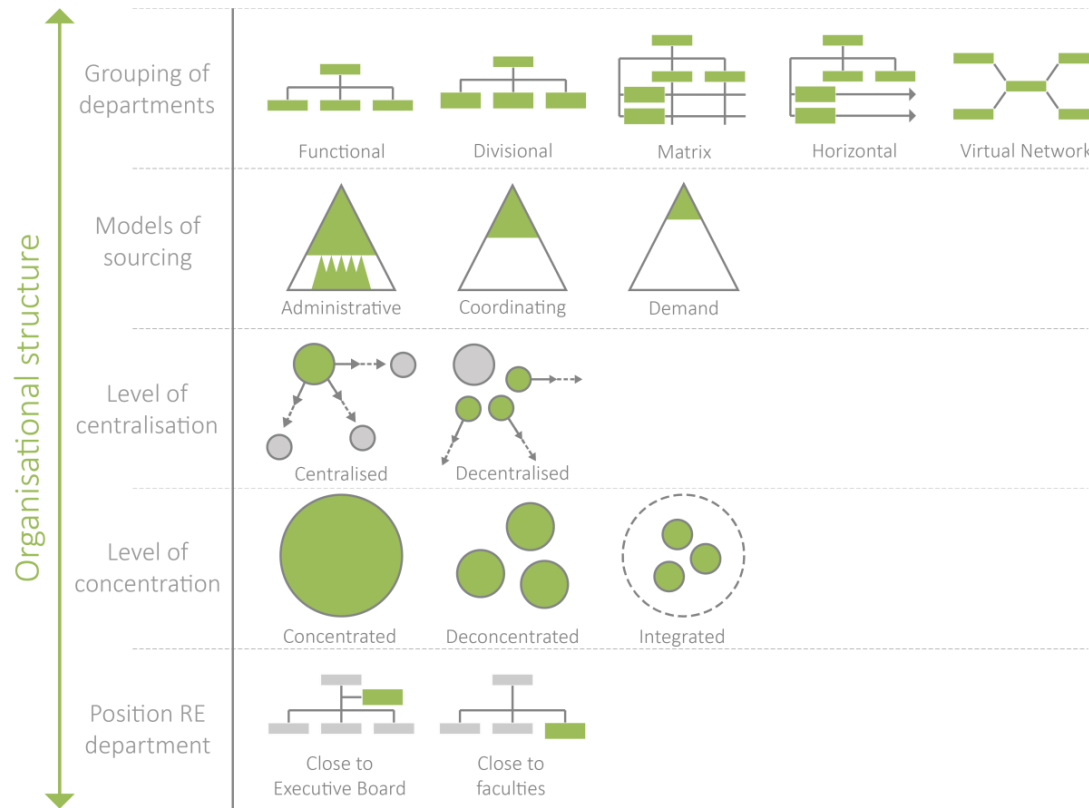 Organisational structure
Grouping of
departments
Functional
Divisional
Matrix
Horizontal
Virtual Network
Models of
sourcing
Administrative
Coordinating
Demand
Level of
centralisation
Centralised
Decentralised
Level of
concentration
Concentrated
Deconcentrated
Integrated
Position RE
department
Close to
Executive Board
Close to
faculties